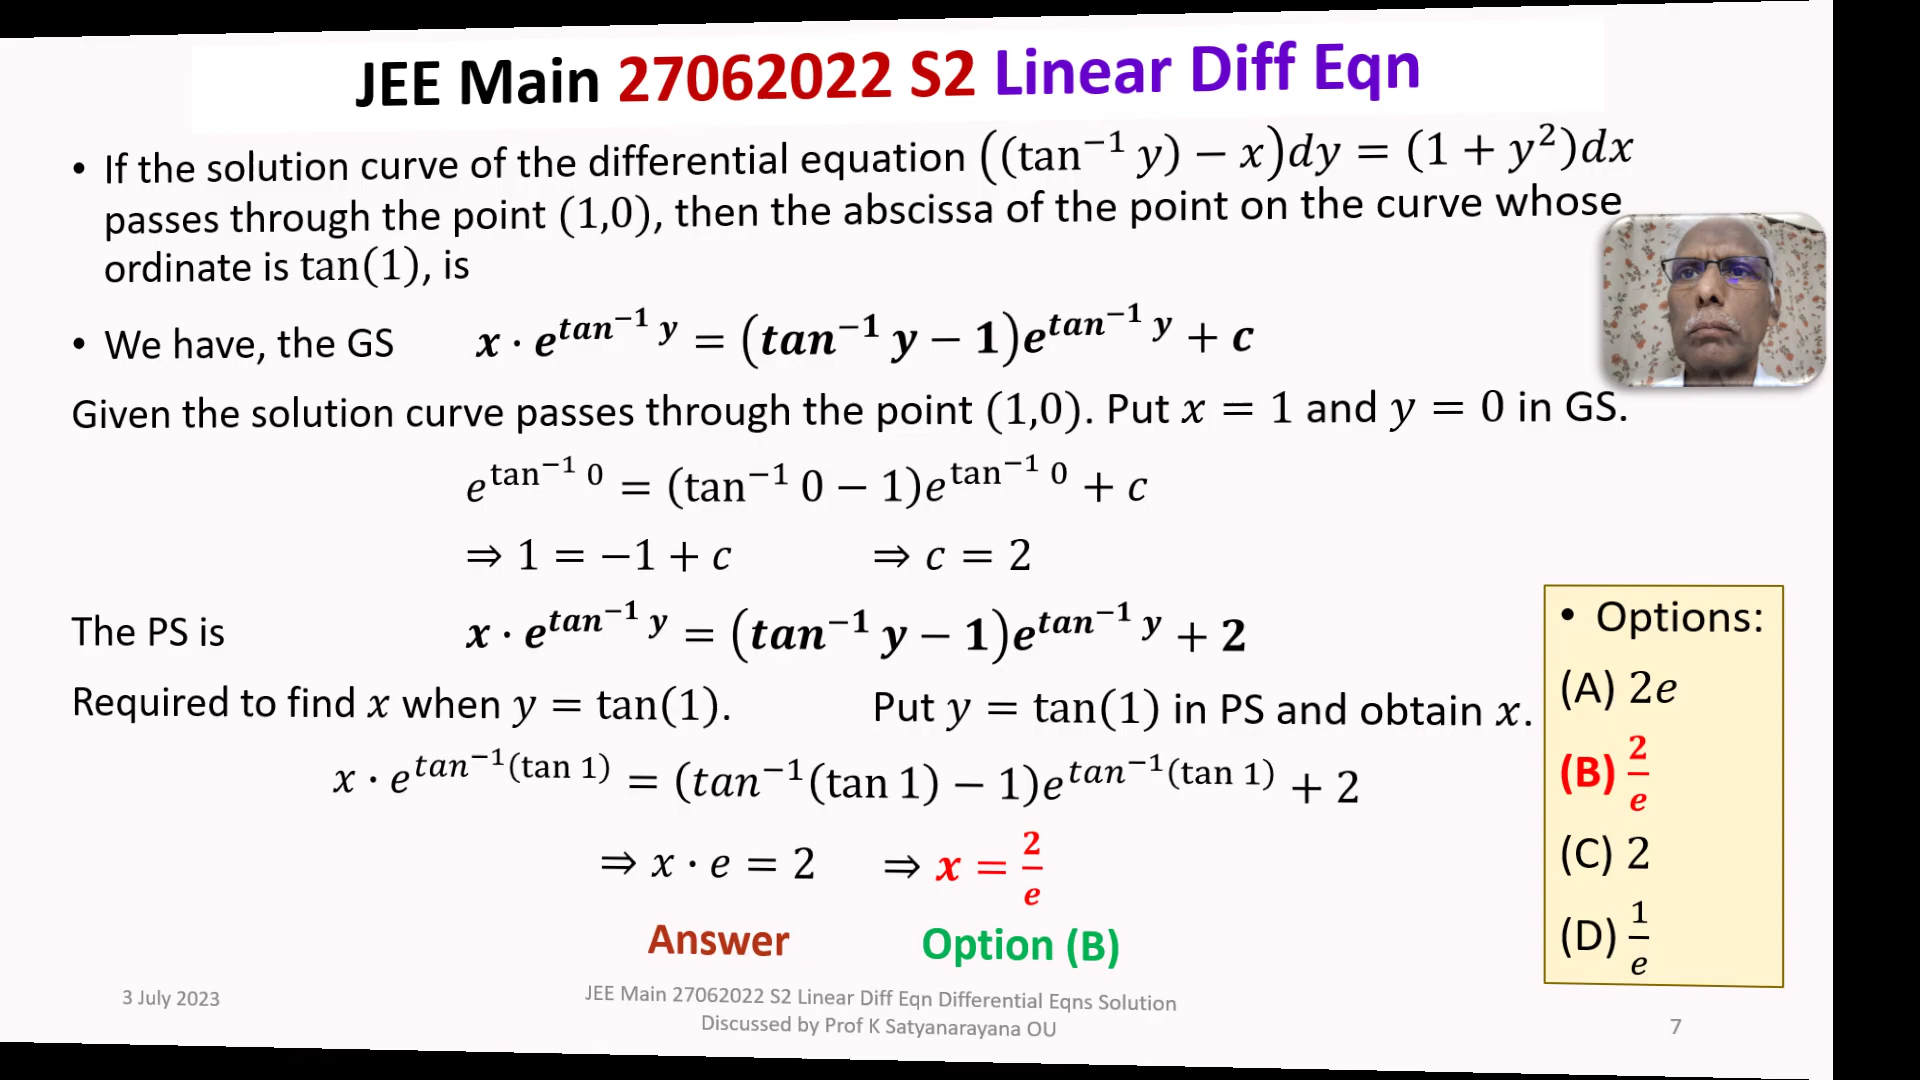 JEE Main 27062022 S2 Linear Diff Eqn
• If the solution curve of the differential equation ((tan⁻¹ y) − x)dy = (1 + y²)dx
passes through the point (1,0), then the abscissa of the point on the curve whose
ordinate is tan(1), is
• We have, the GS x · e^(tan⁻¹ y) = (tan⁻¹ y − 1)e^(tan⁻¹ y) + c
Given the solution curve passes through the point (1,0). Put x = 1 and y = 0 in GS.
e^(tan⁻¹ 0) = (tan⁻¹ 0 − 1)e^(tan⁻¹ 0) + c
⇒ 1 = −1 + c ⇒ c = 2
The PS is x · e^(tan⁻¹ y) = (tan⁻¹ y − 1)e^(tan⁻¹ y) + 2
Required to find x when y = tan(1). Put y = tan(1) in PS and obtain x.
x · e^(tan⁻¹(tan 1)) = (tan⁻¹(tan 1) − 1)e^(tan⁻¹(tan 1)) + 2
⇒ x · e = 2 ⇒ x = 2/e
Answer Option (B)
• Options:
(A) 2e
(B) 2/e
(C) 2
(D) 1/e
3 July 2023
JEE Main 27062022 S2 Linear Diff Eqn Differential Eqns Solution
Discussed by Prof K Satyanarayana OU
7